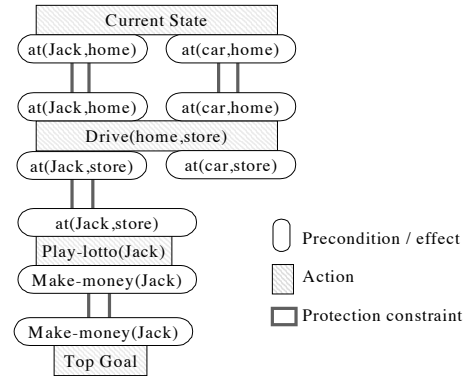 Current State
at(Jack,home) at(car,home)
at(Jack,home) at(car,home)
Drive(home,store)
at(Jack,store) at(car,store)
at(Jack,store)
Play-lotto(Jack)
Make-money(Jack)
Make-money(Jack)
Top Goal
Precondition / effect
Action
Protection constraint